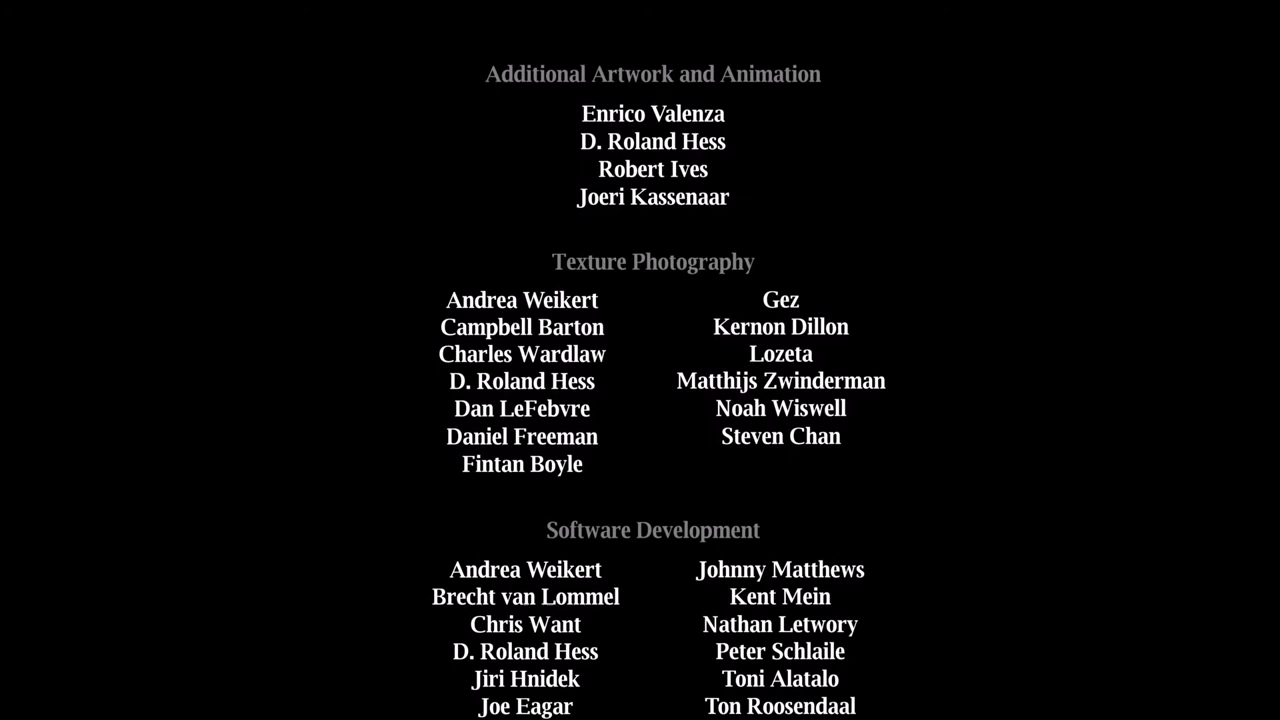 Additional Artwork and Animation
Enrico Valenza
D. Roland Hess
Robert Ives
Joeri Kassenaar
Texture Photography
Andrea Weikert
Campbell Barton
Charles Wardlaw
D. Roland Hess
Dan LeFebvre
Daniel Freeman
Fintan Boyle
Gez
Kernon Dillon
Lozeta
Matthijs Zwinderman
Noah Wiswell
Steven Chan
Software Development
Andrea Weikert
Brecht van Lommel
Chris Want
D. Roland Hess
Jiri Hnidek
Joe Eagar
Johnny Matthews
Kent Mein
Nathan Letwory
Peter Schlaile
Toni Alatalo
Ton Roosendaal